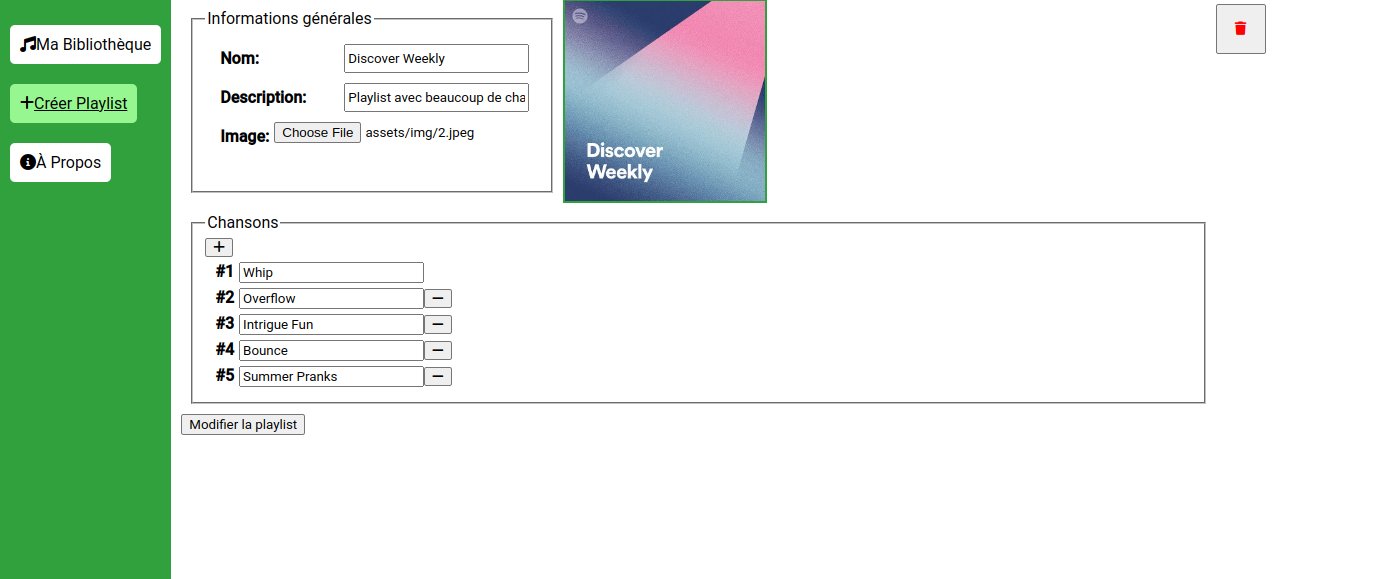 Ma Bibliothèque
Créer Playlist
À Propos
Informations générales
Nom: Discover Weekly
Description: Playlist avec beaucoup de cha
Image: Choose File assets/img/2.jpeg
Discover
Weekly
Chansons
+
#1 Whip
#2 Overflow −
#3 Intrigue Fun −
#4 Bounce −
#5 Summer Pranks −
Modifier la playlist